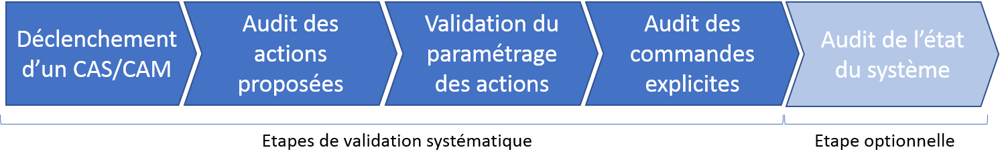 Déclenchement
d’un CAS/CAM
Audit des
actions
proposées
Validation du
paramétrage
des actions
Audit des
commandes
explicites
Audit de l’état
du système
Etapes de validation systématique
Etape optionnelle